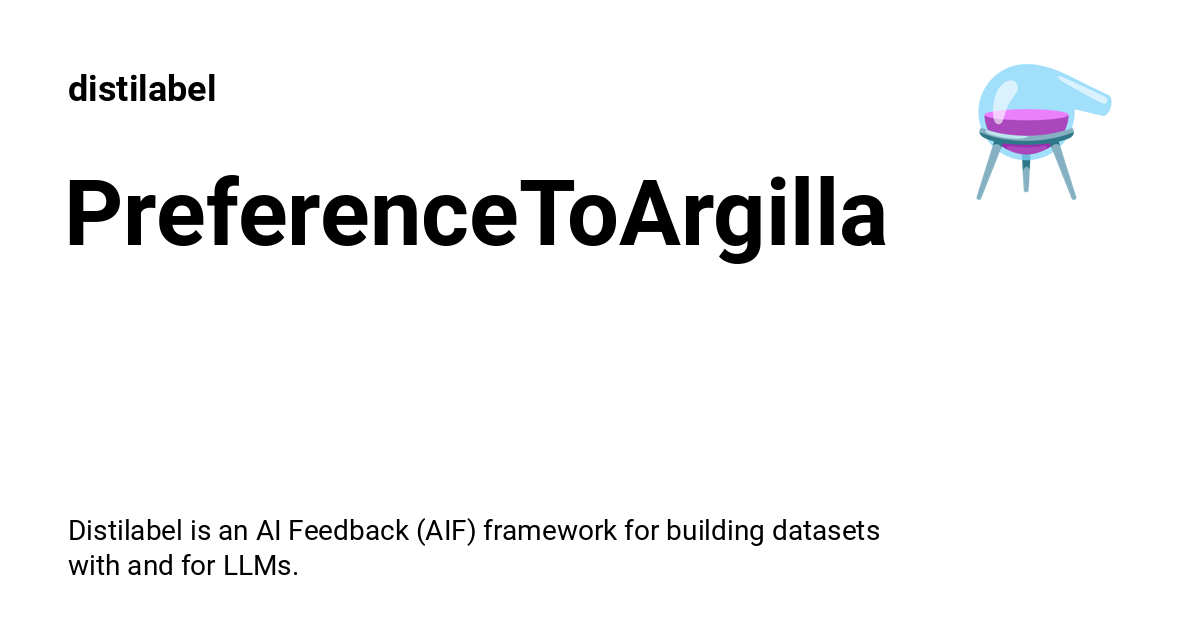 distilabel
PreferenceToArgilla
Distilabel is an AI Feedback (AIF) framework for building datasets
with and for LLMs.